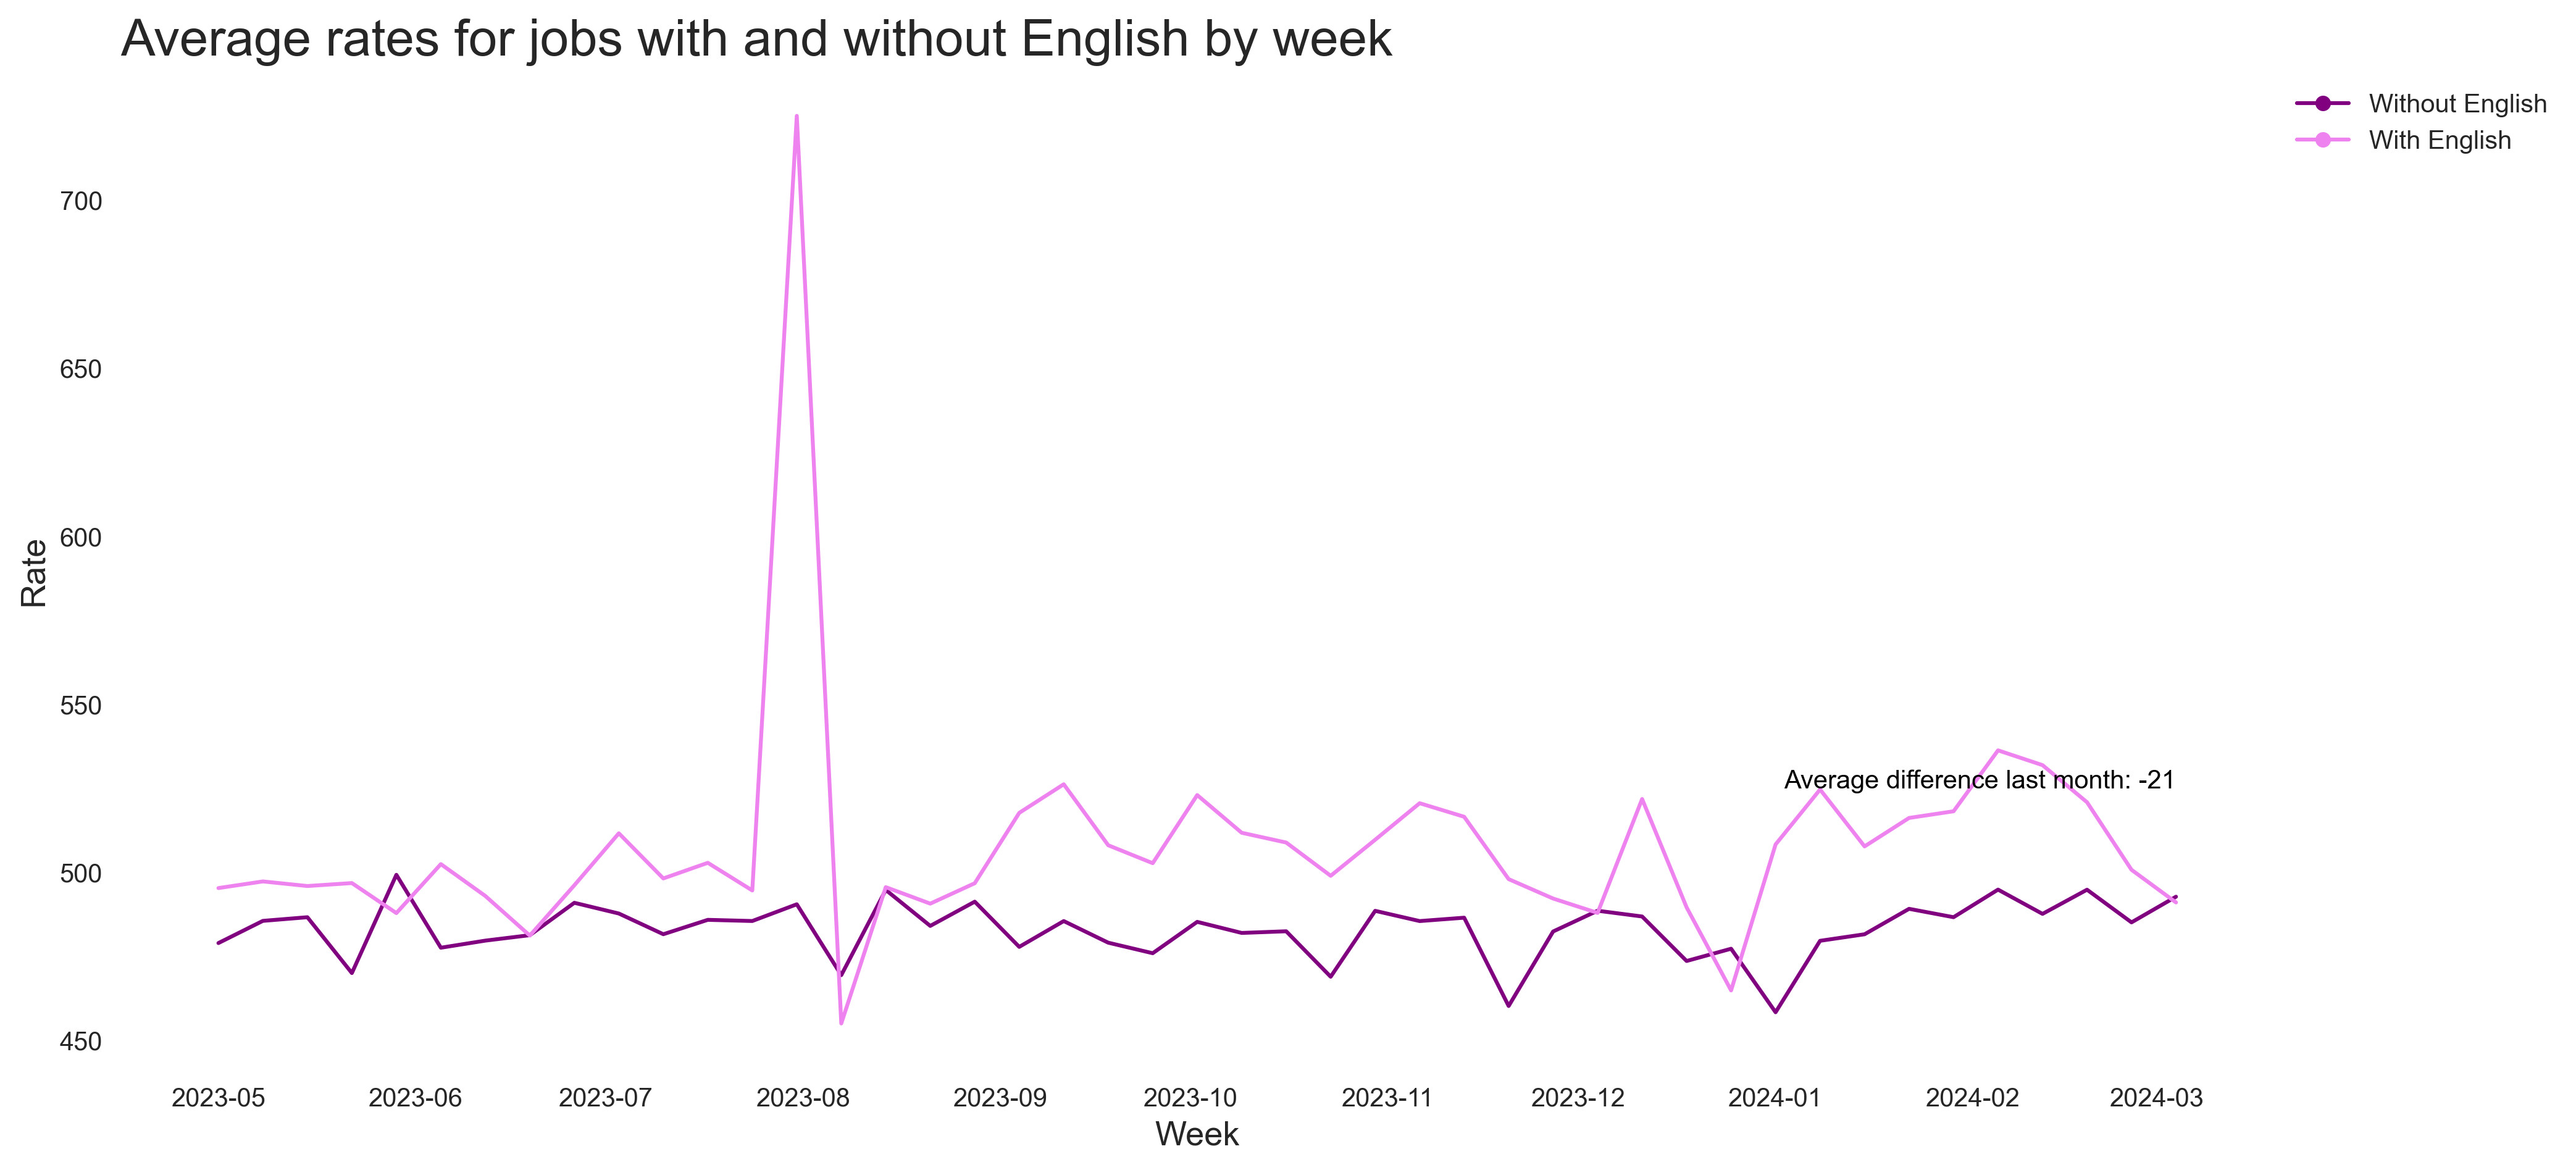 Average rates for jobs with and without English by week
Without English
With English
700
650
600
550
500
450
Rate
Average difference last month: -21
2023-05 2023-06 2023-07 2023-08 2023-09 2023-10 2023-11 2023-12 2024-01 2024-02 2024-03
Week